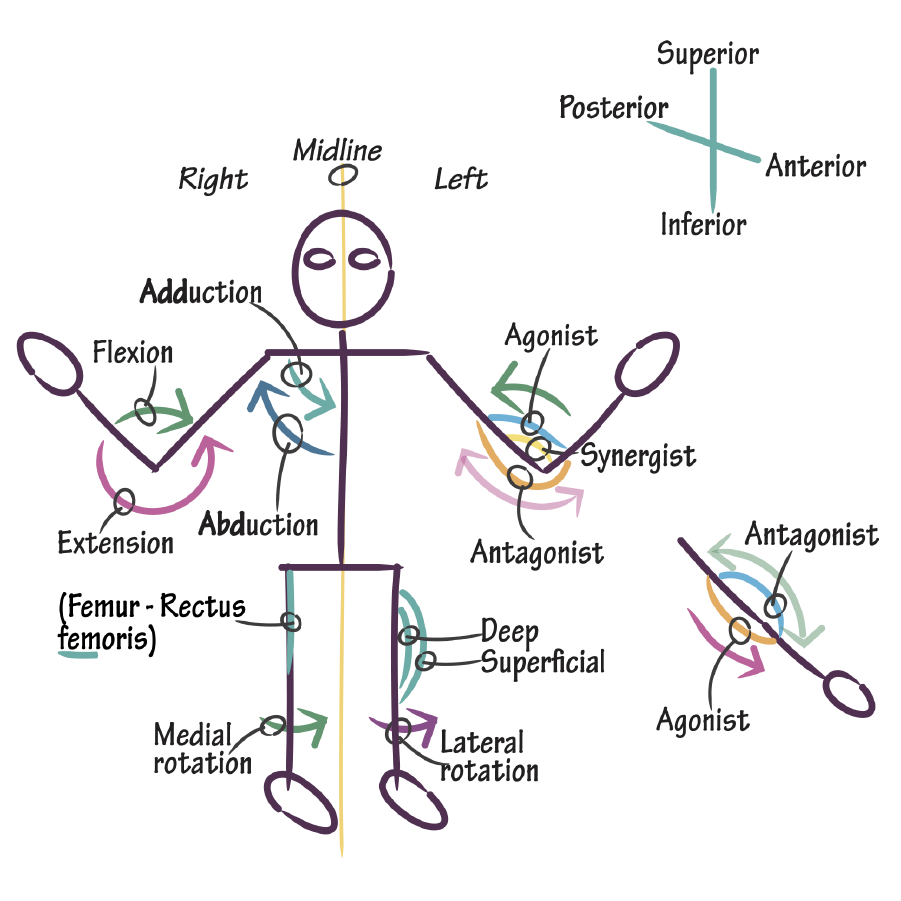 Superior
Posterior
Anterior
Inferior
Midline
Right
Left
Adduction
Flexion
Agonist
Synergist
Extension
Abduction
Antagonist
Antagonist
Agonist
(Femur - Rectus
femoris)
Deep
Superficial
Medial
rotation
Lateral
rotation